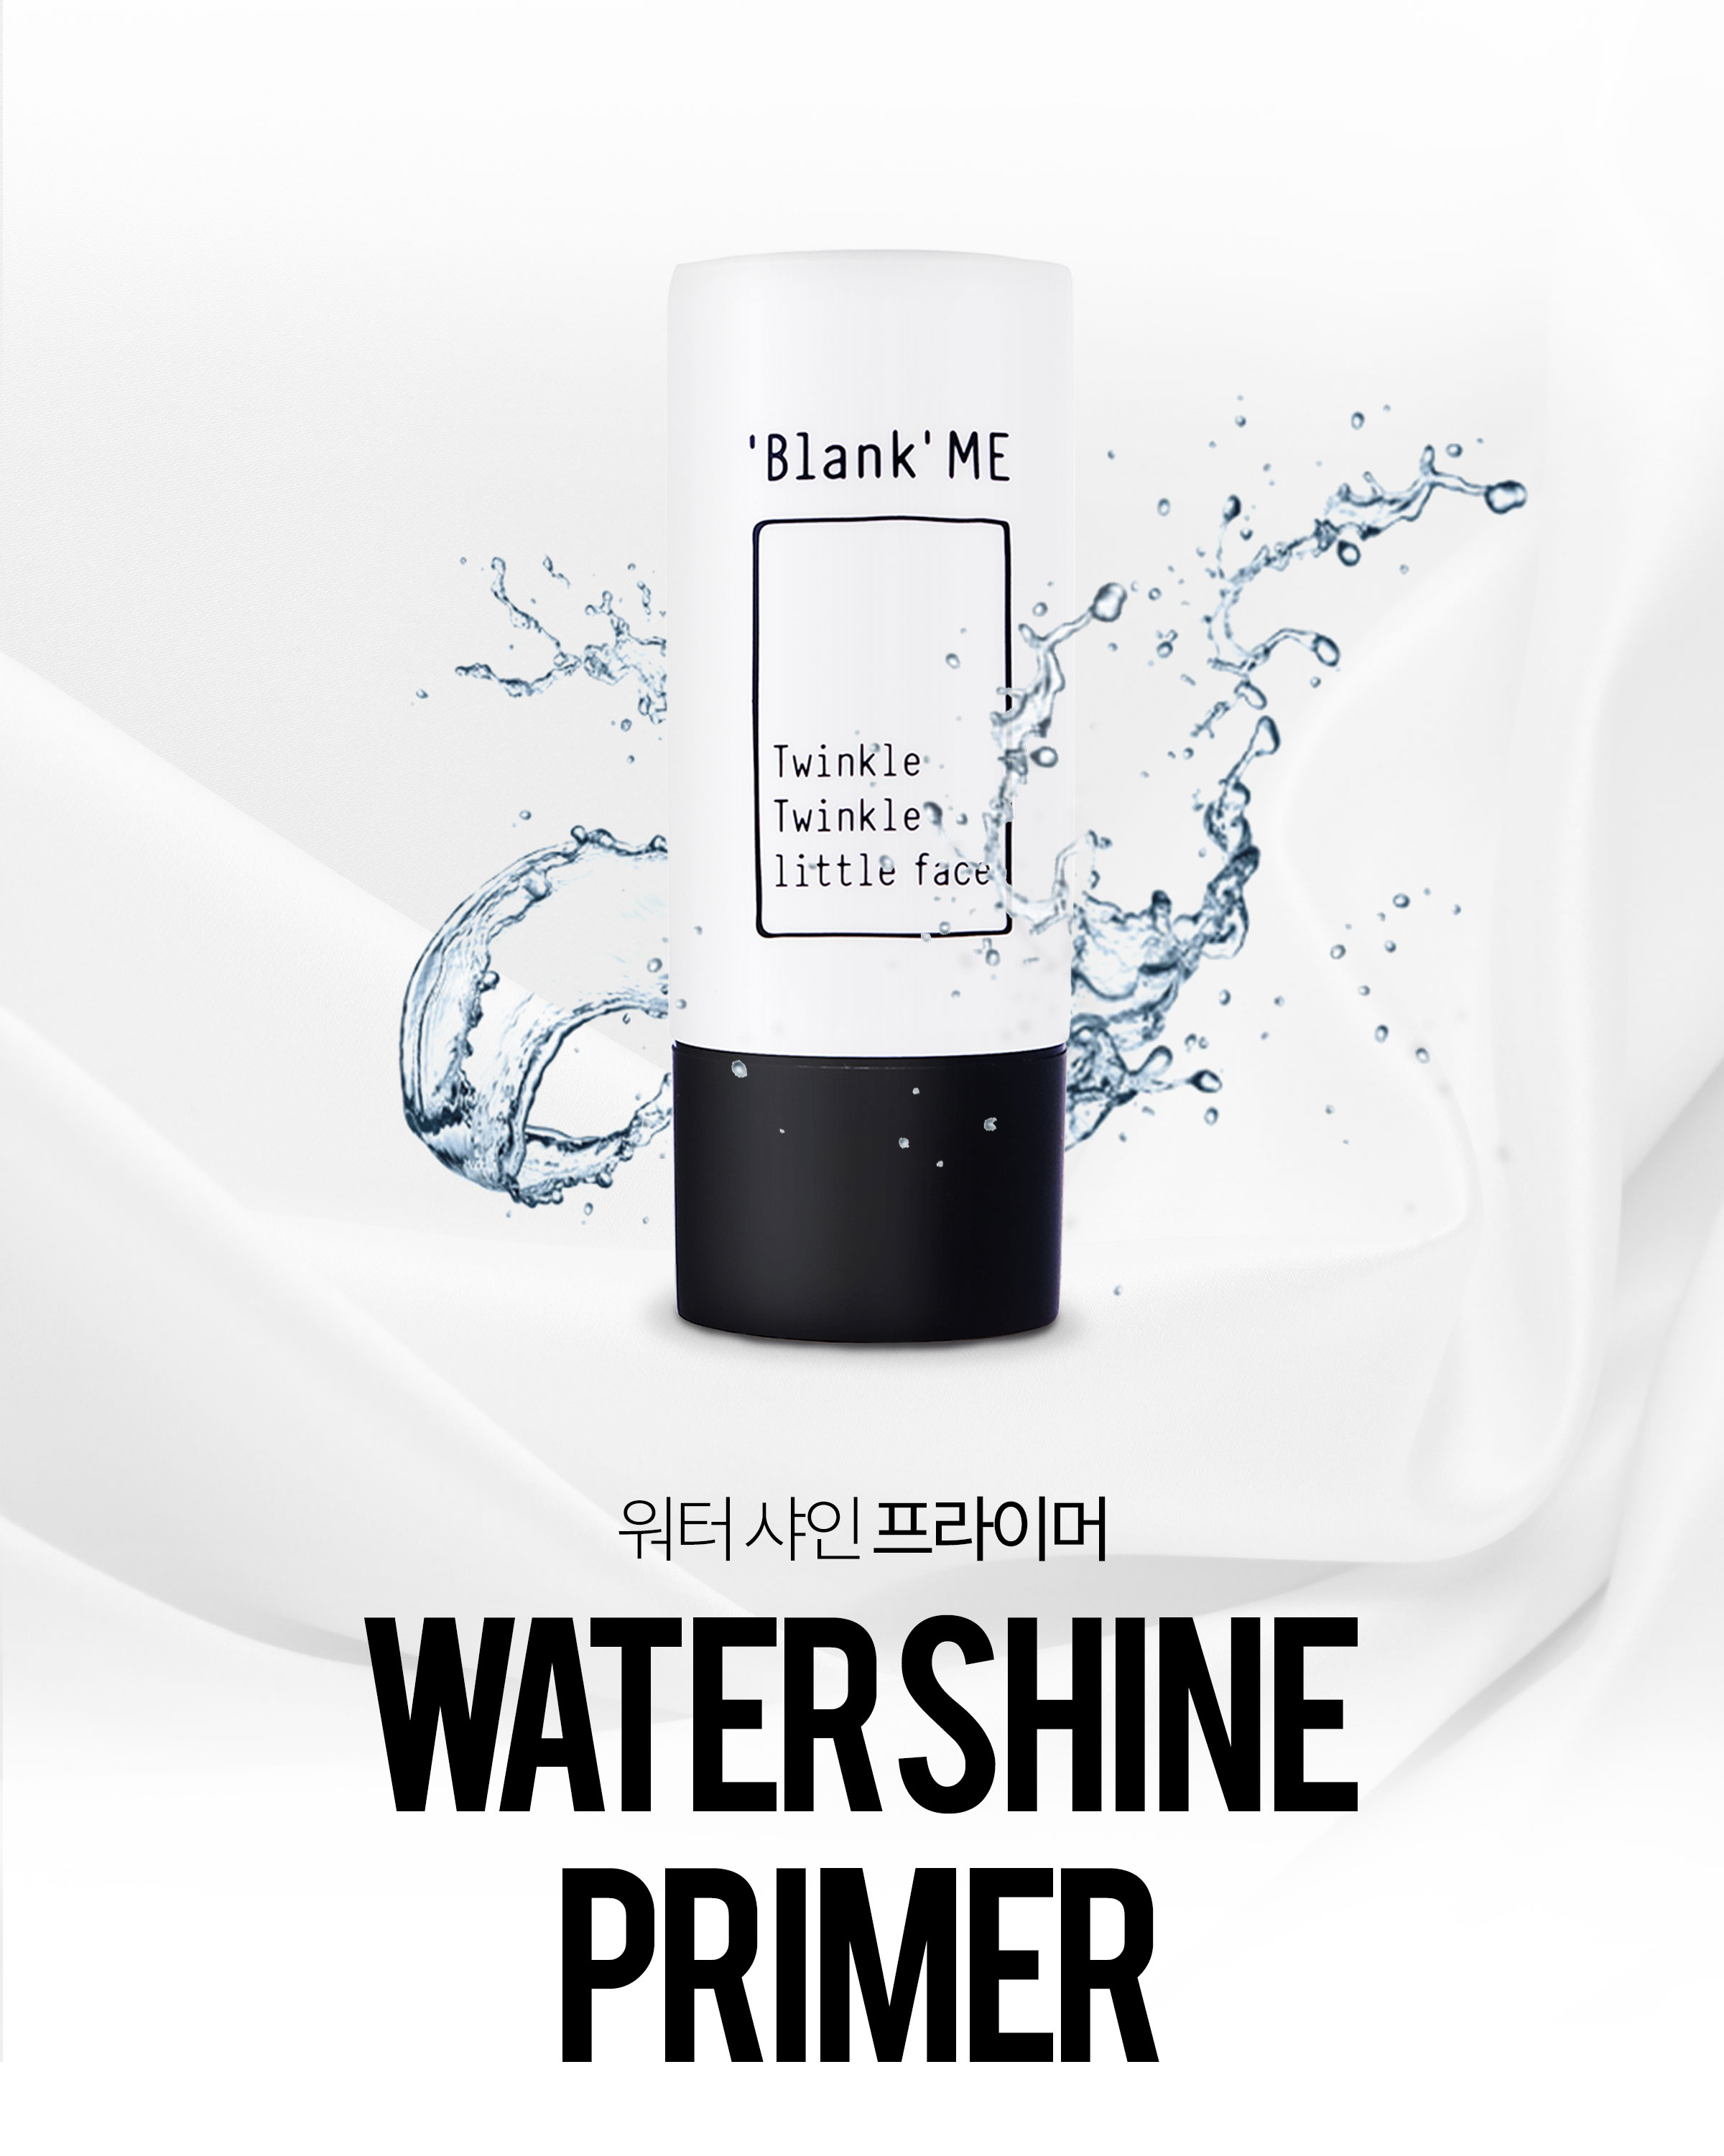 'Blank' ME
Twinkle
Twinkle
little face
워터 샤인 프라이머
WATER SHINE
PRIMER